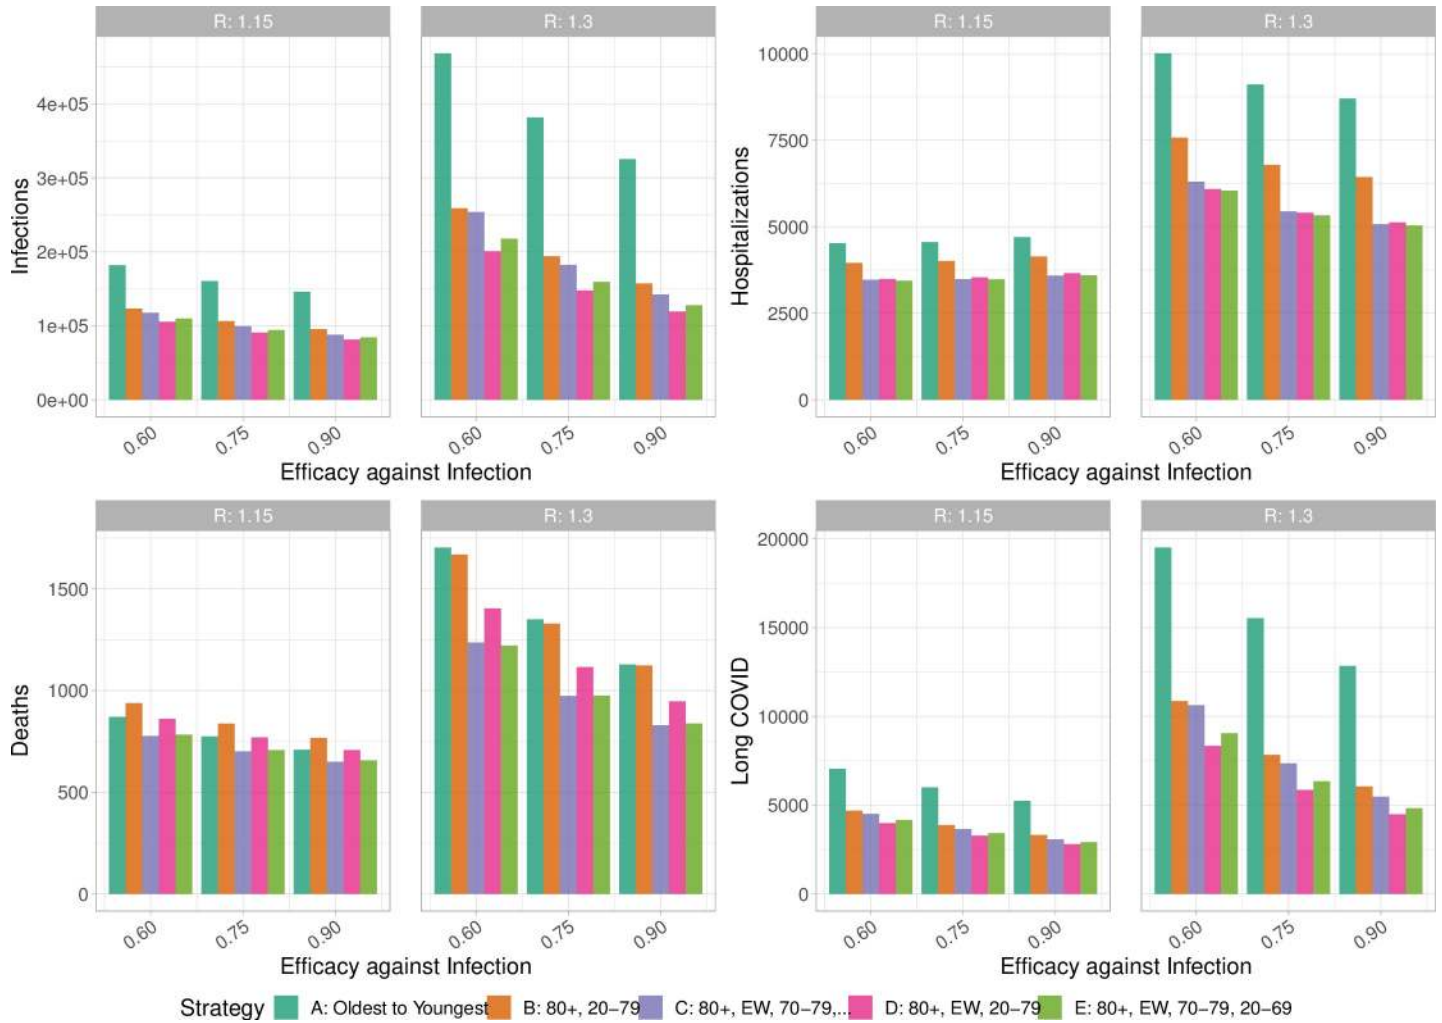 R: 1.15
R: 1.3
Infections
4e+05
3e+05
2e+05
1e+05
0e+00
0.60
0.75
0.90
0.60
0.75
0.90
Efficacy against Infection
R: 1.15
R: 1.3
Hospitalizations
10000
7500
5000
2500
0
0.60
0.75
0.90
0.60
0.75
0.90
Efficacy against Infection
R: 1.15
R: 1.3
Deaths
1500
1000
500
0
0.60
0.75
0.90
0.60
0.75
0.90
Efficacy against Infection
R: 1.15
R: 1.3
Long COVID
20000
15000
10000
5000
0
0.60
0.75
0.90
0.60
0.75
0.90
Efficacy against Infection
Strategy A: Oldest to Youngest B: 80+, 20−79 C: 80+, EW, 70−79,... D: 80+, EW, 20−79 E: 80+, EW, 70−79, 20−69